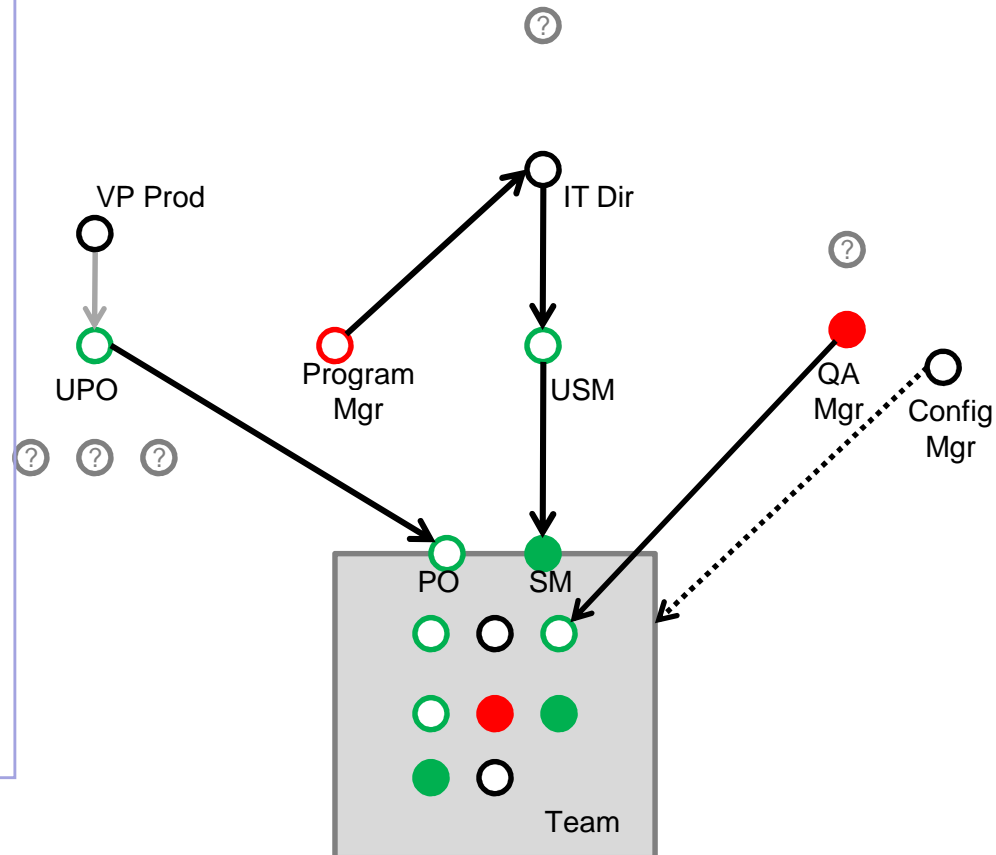 ?
VP Prod
IT Dir
?
UPO
Program
Mgr
USM
QA
Mgr
Config
Mgr
? ? ?
PO
SM
Team